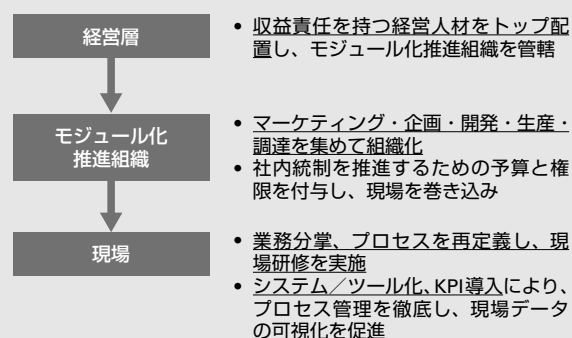 経営層
• 収益責任を持つ経営人材をトップ配
置し、モジュール化推進組織を管轄
モジュール化
推進組織
• マーケティング・企画・開発・生産・
調達を集めて組織化
• 社内統制を推進するための予算と権
限を付与し、現場を巻き込み
現場
• 業務分掌、プロセスを再定義し、現
場研修を実施
• システム／ツール化、KPI導入により、
プロセス管理を徹底し、現場データ
の可視化を促進